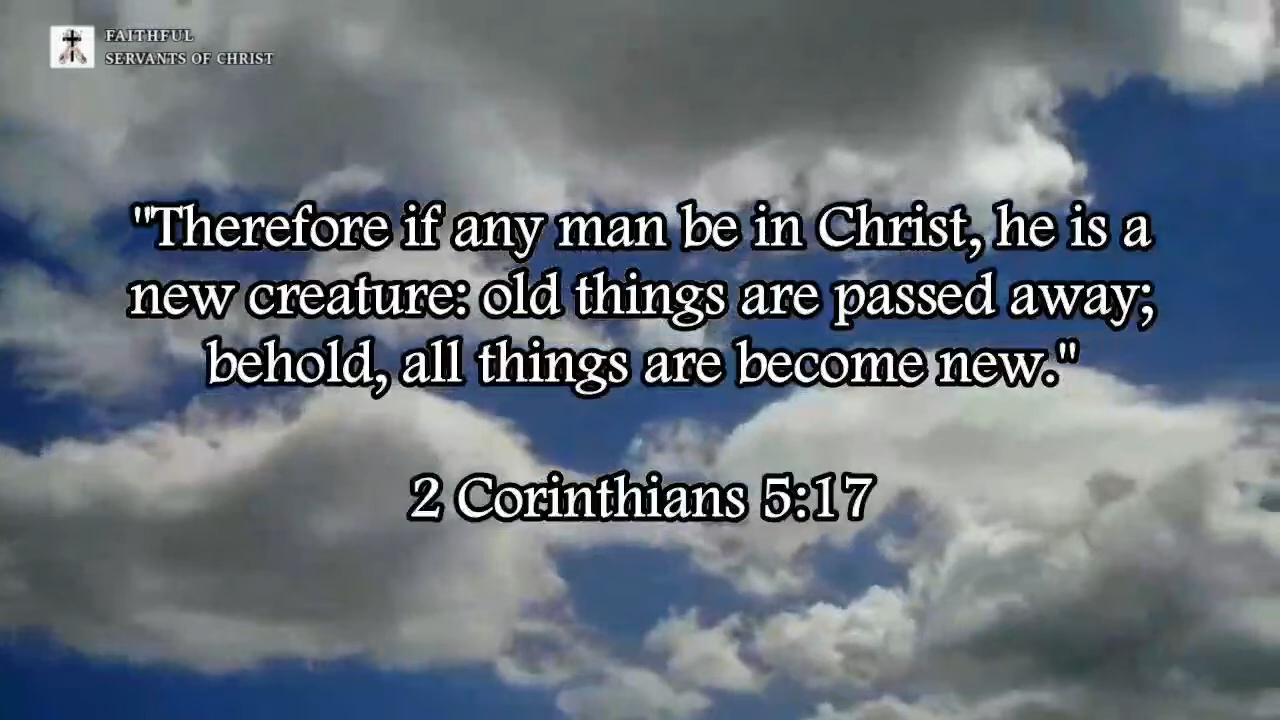 FAITHFUL
SERVANTS OF CHRIST
"Therefore if any man be in Christ, he is a
new creature: old things are passed away;
behold, all things are become new."
2 Corinthians 5:17